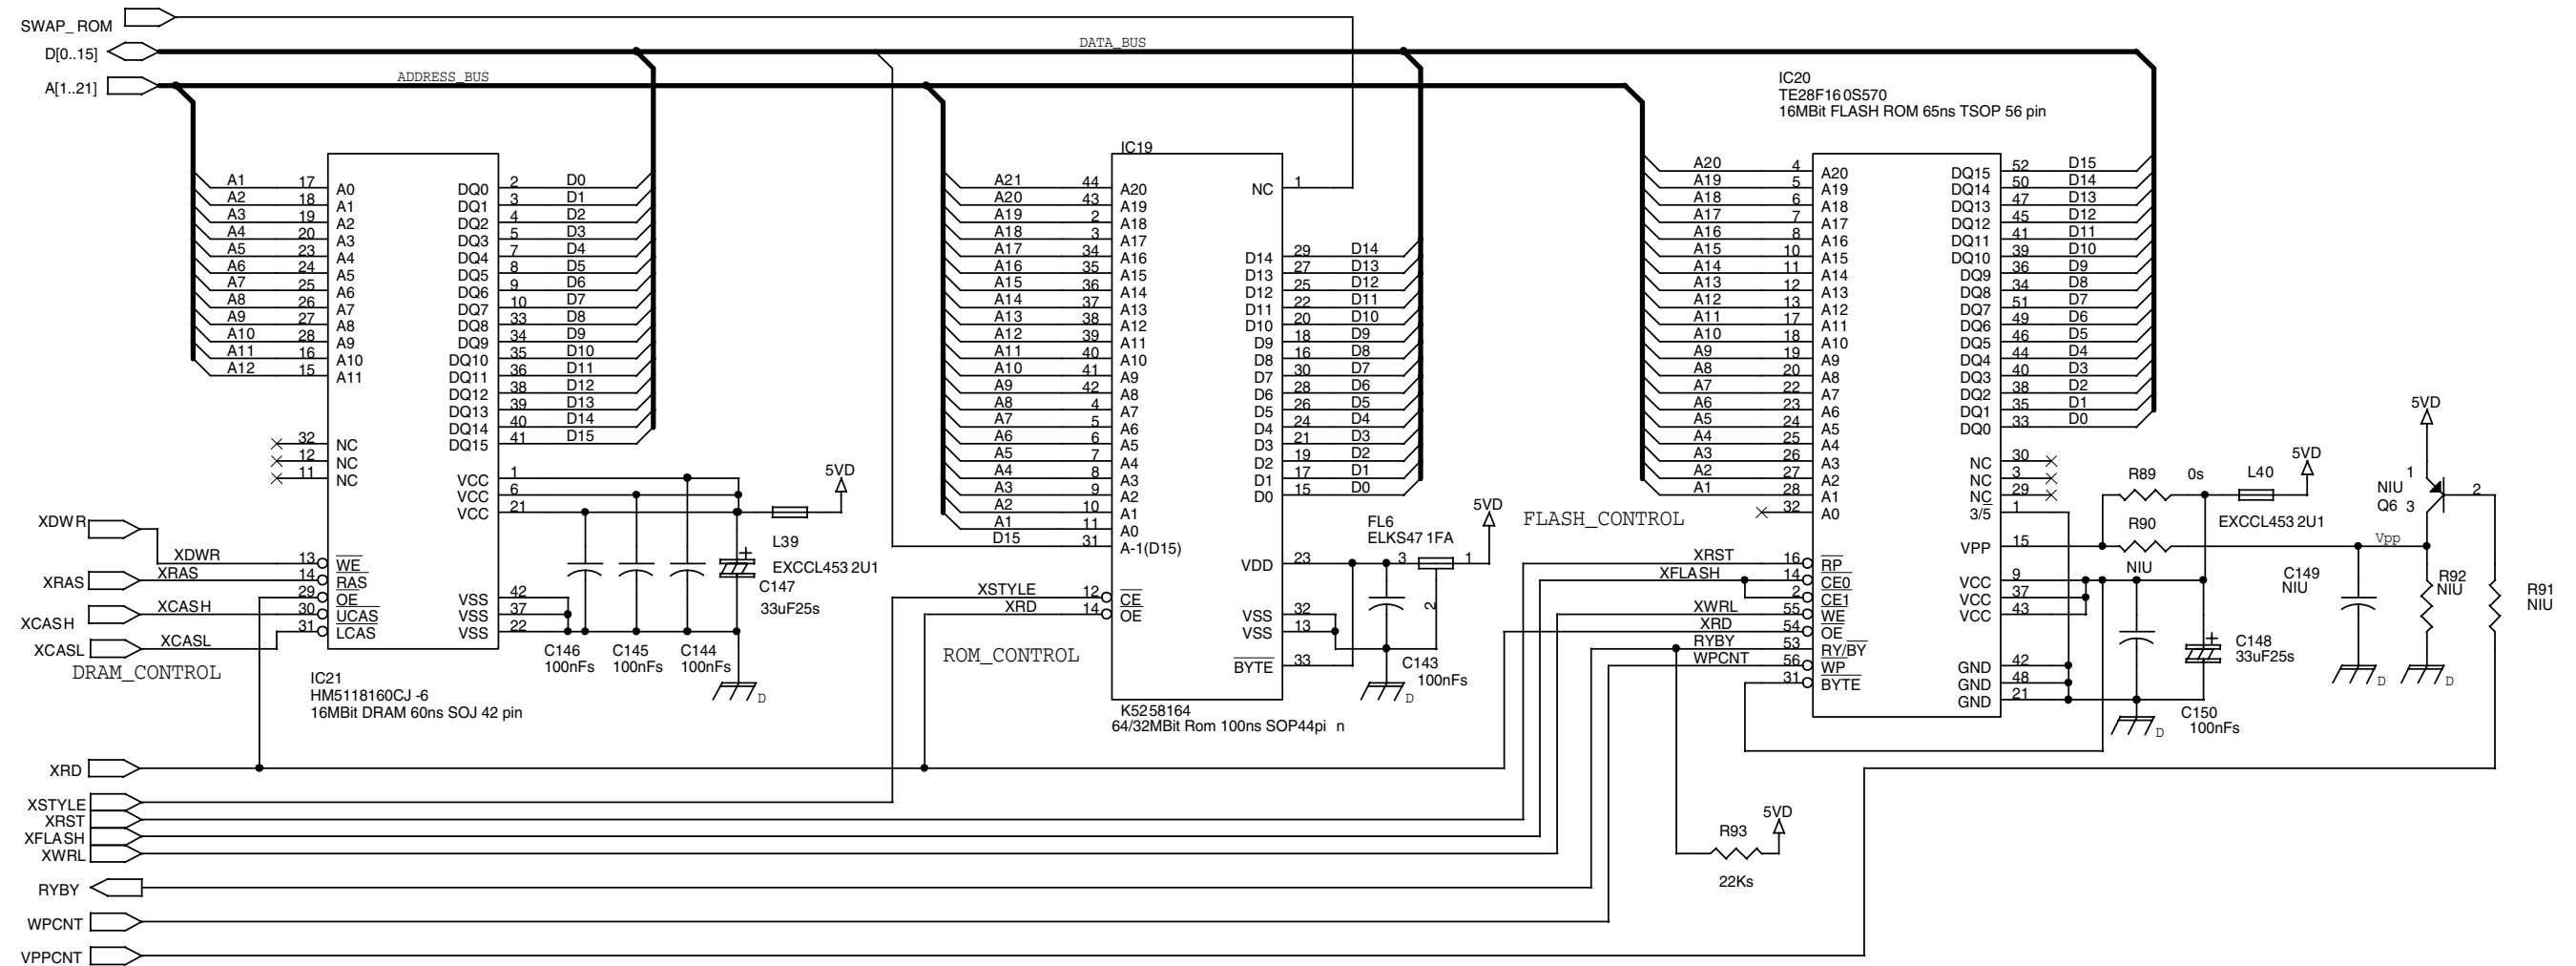 SWAP_ROM
D[0..15]
DATA_BUS
A[1..21]
ADDRESS_BUS
IC20
TE28F160S570
16MBit FLASH ROM 65ns TSOP 56 pin
A1 17 A0
A2 18 A1
A3 19 A2
A4 20 A3
A5 23 A4
A6 24 A5
A7 25 A6
A8 26 A7
A9 27 A8
A10 28 A9
A11 16 A10
A12 15 A11
32 NC
12 NC
11 NC
XDWR
XDWR 13 WE
XRAS
XRAS 14 RAS
29 OE
XCASH
XCASH 30 UCAS
XCASL
XCASL 31 LCAS
DRAM_CONTROL
DQ0 2 D0
DQ1 3 D1
DQ2 4 D2
DQ3 5 D3
DQ4 7 D4
DQ5 8 D5
DQ6 9 D6
DQ7 10 D7
DQ8 33 D8
DQ9 34 D9
DQ10 35 D10
DQ11 36 D11
DQ12 38 D12
DQ13 39 D13
DQ14 40 D14
DQ15 41 D15
VCC 1
VCC 6
VCC 21
VSS 42
VSS 37
VSS 22
5VD
L39
EXCCL453 2U1
+
C147
33uF25s
C146
100nFs
C145
100nFs
C144
100nFs
D
IC21
HM5118160CJ -6
16MBit DRAM 60ns SOJ 42 pin
IC19
A21 44 A20
A20 43 A19
A19 2 A18
A18 3 A17
A17 34 A16
A16 35 A15
A15 36 A14
A14 37 A13
A13 38 A12
A12 39 A11
A11 40 A10
A10 41 A9
A9 42 A8
A8 4 A7
A7 5 A6
A6 6 A5
A5 7 A4
A4 8 A3
A3 9 A2
A2 10 A1
A1 11 A0
D15 31 A-1(D15)
XSTYLE 12 CE
XRD 14 OE
ROM_CONTROL
NC 1
D14 29 D14
D13 27 D13
D12 25 D12
D11 22 D11
D10 20 D10
D9 18 D9
D8 16 D8
D7 30 D7
D6 28 D6
D5 26 D5
D4 24 D4
D3 21 D3
D2 19 D2
D1 17 D1
D0 15 D0
VDD 23
VSS 32
VSS 13
BYTE 33
FL6
ELKS47 1FA
5VD
3 1
2
C143
100nFs
D
K5258164
64/32MBit Rom 100ns SOP44pi n
A20 4 A20
A19 5 A19
A18 6 A18
A17 7 A17
A16 8 A16
A15 10 A15
A14 11 A14
A13 12 A13
A12 13 A12
A11 17 A11
A10 18 A10
A9 19 A9
A8 20 A8
A7 22 A7
A6 23 A6
A5 24 A5
A4 25 A4
A3 26 A3
A2 27 A2
A1 28 A1
32 A0
FLASH_CONTROL
XRST 16 RP
XFLASH 14 CE0
2 CE1
XWRL 55 WE
XRD 54 OE
RYBY 53 RY/BY
WPCNT 56 WP
31 BYTE
DQ15 52 D15
DQ14 50 D14
DQ13 47 D13
DQ12 45 D12
DQ11 41 D11
DQ10 39 D10
DQ9 36 D9
DQ8 34 D8
DQ7 51 D7
DQ6 49 D6
DQ5 46 D5
DQ4 44 D4
DQ3 40 D3
DQ2 38 D2
DQ1 35 D1
DQ0 33 D0
NC 30
NC 3
NC 29
3/5 1
VPP 15
VCC 9
VCC 37
VCC 43
GND 42
GND 48
GND 21
R89 0s
R90
NIU
L40
5VD
EXCCL453 2U1
Vpp
5VD
1
NIU
Q6 3
2
C149
NIU
R92
NIU
R91
NIU
D D
+
C148
33uF25s
C150
100nFs
D
XRD
XSTYLE
XRST
XFLASH
XWRL
R93
5VD
22Ks
RYBY
WPCNT
VPPCNT